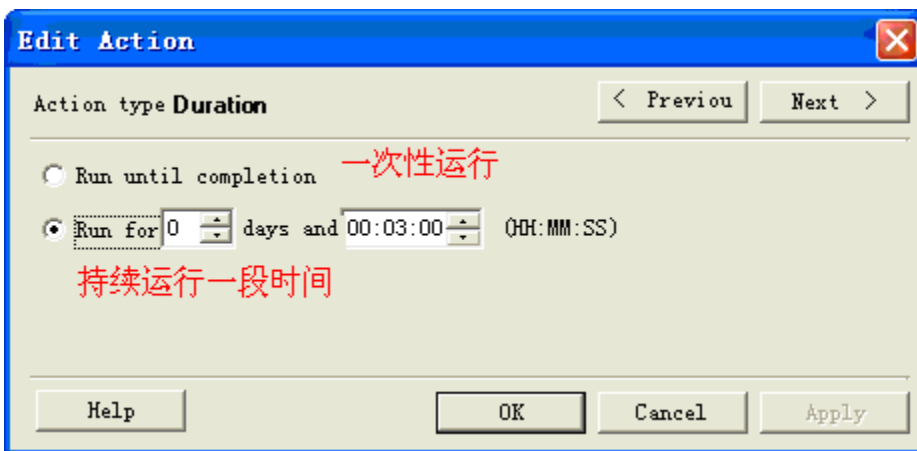 Edit Action
Action type Duration
< Previou
Next >
Run until completion 一次性运行
Run for 0 days and 00:03:00 (HH:MM:SS)
持续运行一段时间
Help
OK
Cancel
Apply